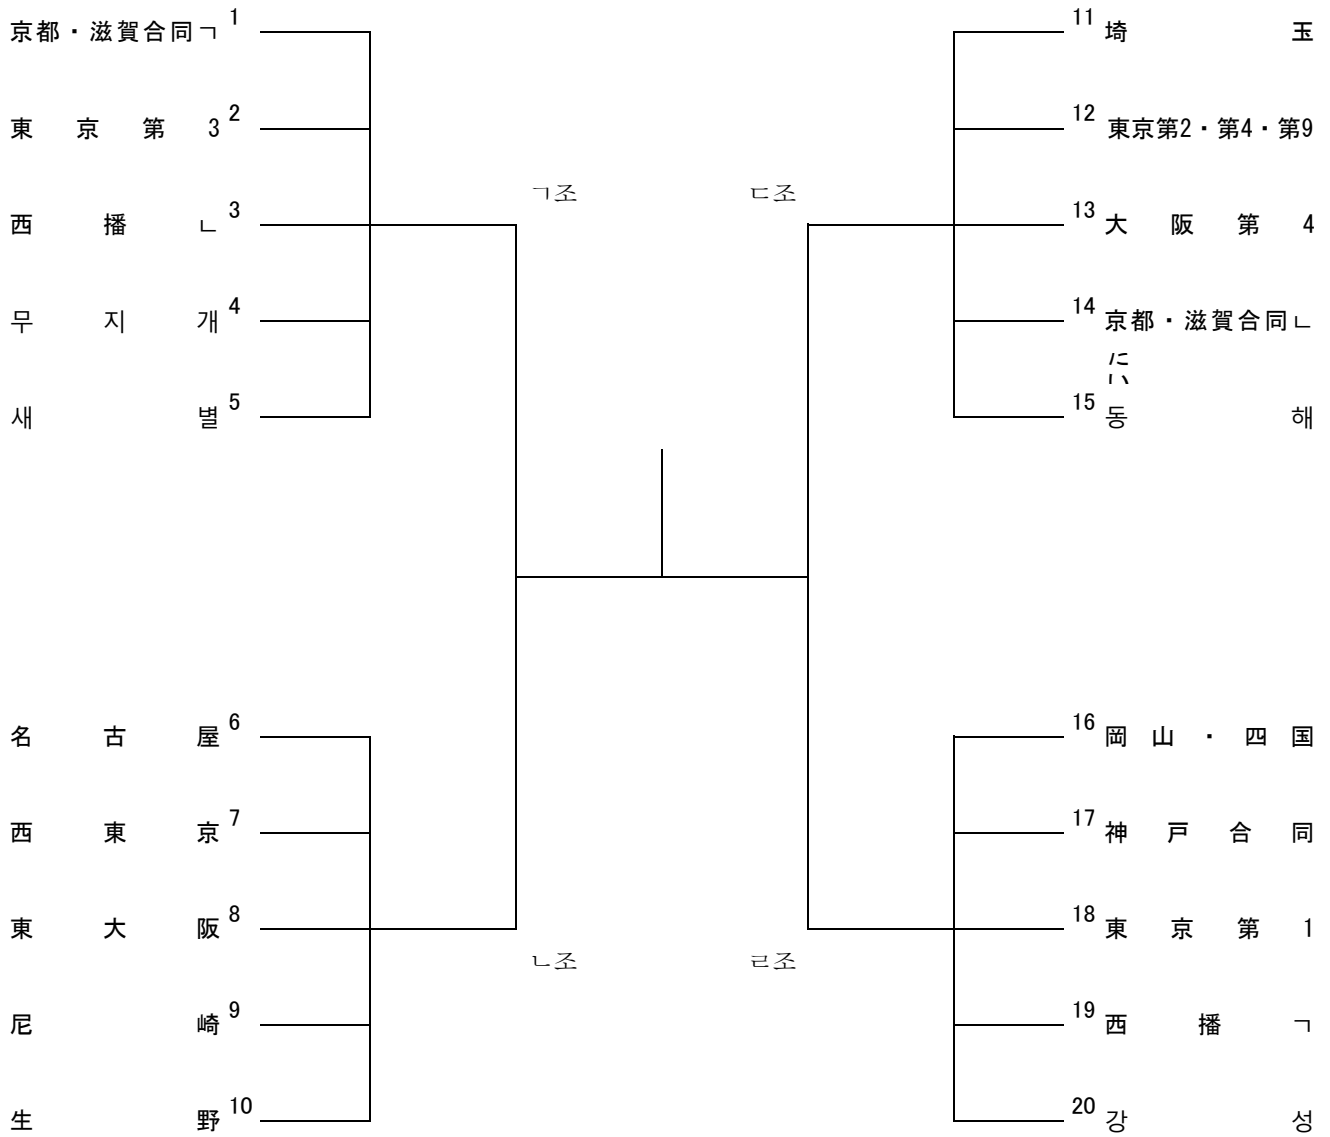 京都・滋賀合同ㄱ 1
東京第3 2
西播ㄴ 3
무지개 4
새별 5
ㄱ조
ㄷ조
11 埼玉
12 東京第2・第4・第9
13 大阪第4
14 京都・滋賀合同ㄴ
に
い
15 동해
名古屋 6
西東京 7
東大阪 8
尼崎 9
生野 10
ㄴ조
ㄹ조
16 岡山・四国
17 神戸合同
18 東京第1
19 西播ㄱ
20 강성